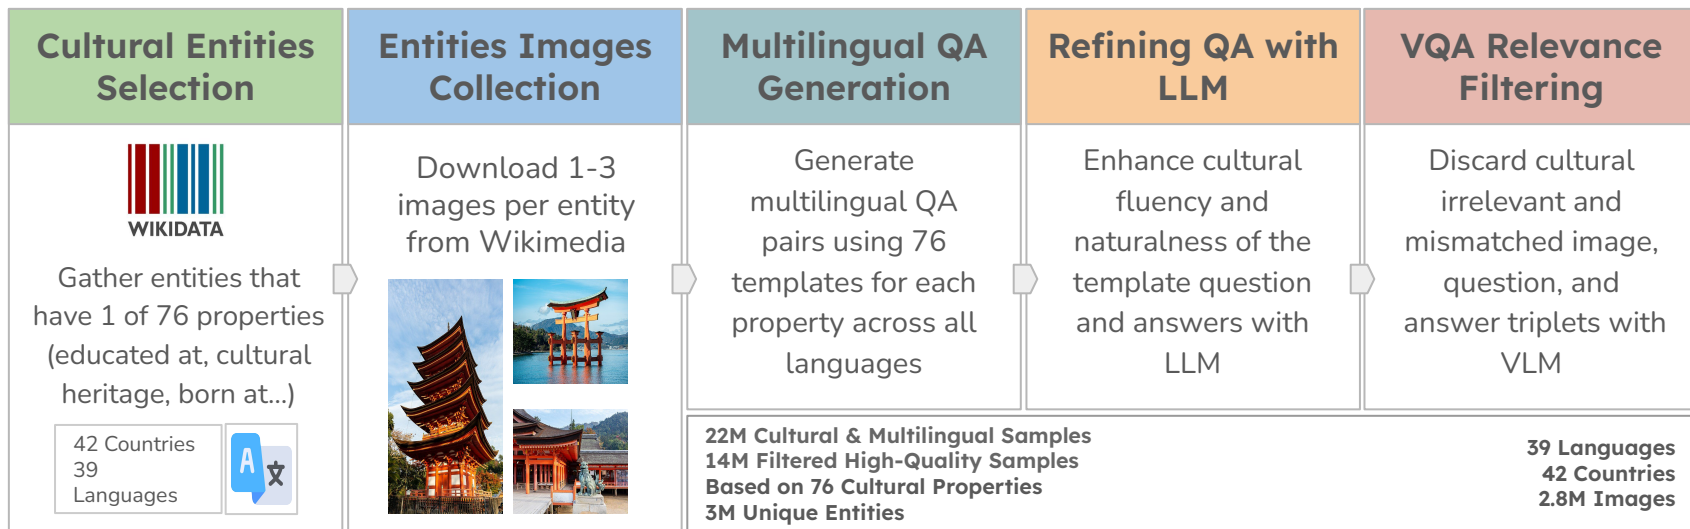 Cultural Entities
Selection
WIKIDATA
Gather entities that
have 1 of 76 properties
(educated at, cultural
heritage, born at...)
42 Countries
39
Languages
A
文
Entities Images
Collection
Download 1-3
images per entity
from Wikimedia
Multilingual QA
Generation
Generate
multilingual QA
pairs using 76
templates for each
property across all
languages
Refining QA with
LLM
Enhance cultural
fluency and
naturalness of the
template question
and answers with
LLM
VQA Relevance
Filtering
Discard cultural
irrelevant and
mismatched image,
question, and
answer triplets with
VLM
22M Cultural & Multilingual Samples
14M Filtered High-Quality Samples
Based on 76 Cultural Properties
3M Unique Entities
39 Languages
42 Countries
2.8M Images